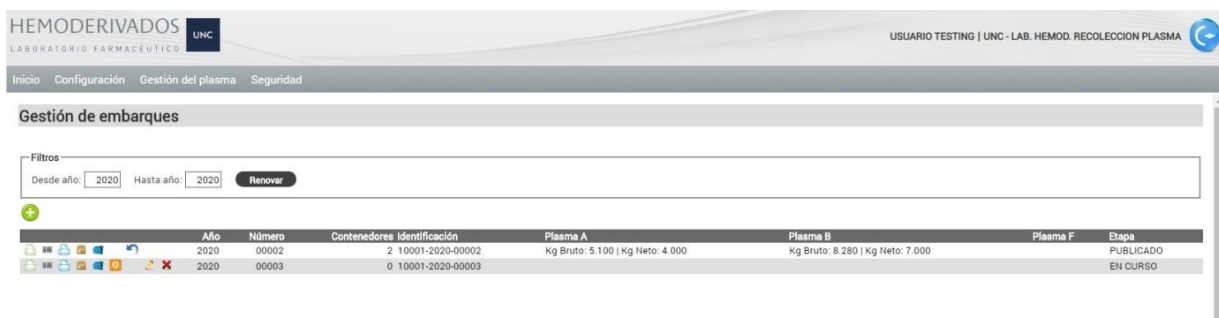 HEMODERIVADOS
UNC
LABORATORIO FARMACÉUTICO
USUARIO TESTING | UNC - LAB. HEMOD. RECOLECCION PLASMA
Inicio Configuración Gestión del plasma Seguridad
Gestión de embarques
Filtros
Desde año: 2020 Hasta año: 2020 Renovar
Año Número Contenedores Identificación Plasma A Plasma B Plasma F Etapa
2020 00002 2 10001-2020-00002 Kg Bruto: 5.100 | Kg Neto: 4.000 Kg Bruto: 8.280 | Kg Neto: 7.000 PUBLICADO
2020 00003 0 10001-2020-00003 EN CURSO